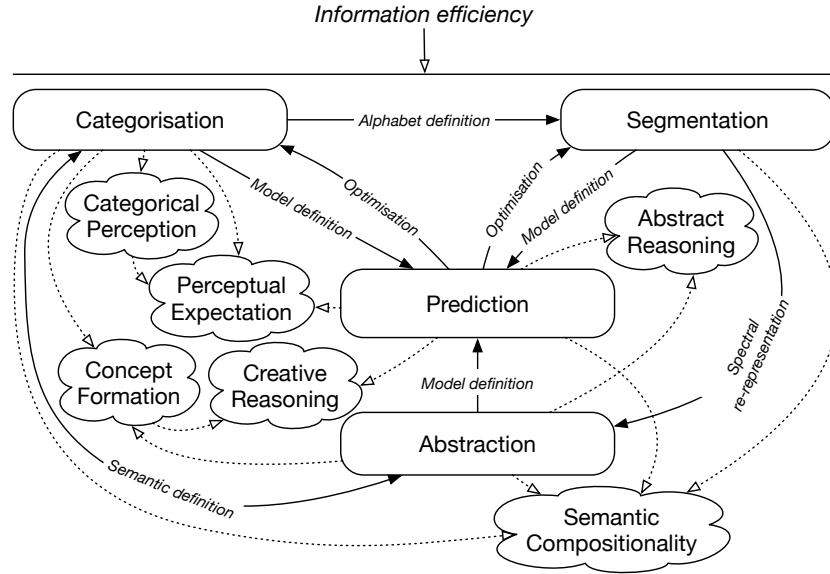 Information efficiency
Categorisation
Alphabet definition
Segmentation
Model definition
Optimisation
Optimisation
Model definition
Categorical
Perception
Abstract
Reasoning
Perceptual
Expectation
Prediction
Spectral
re-representation
Concept
Formation
Creative
Reasoning
Model definition
Abstraction
Semantic definition
Semantic
Compositionality